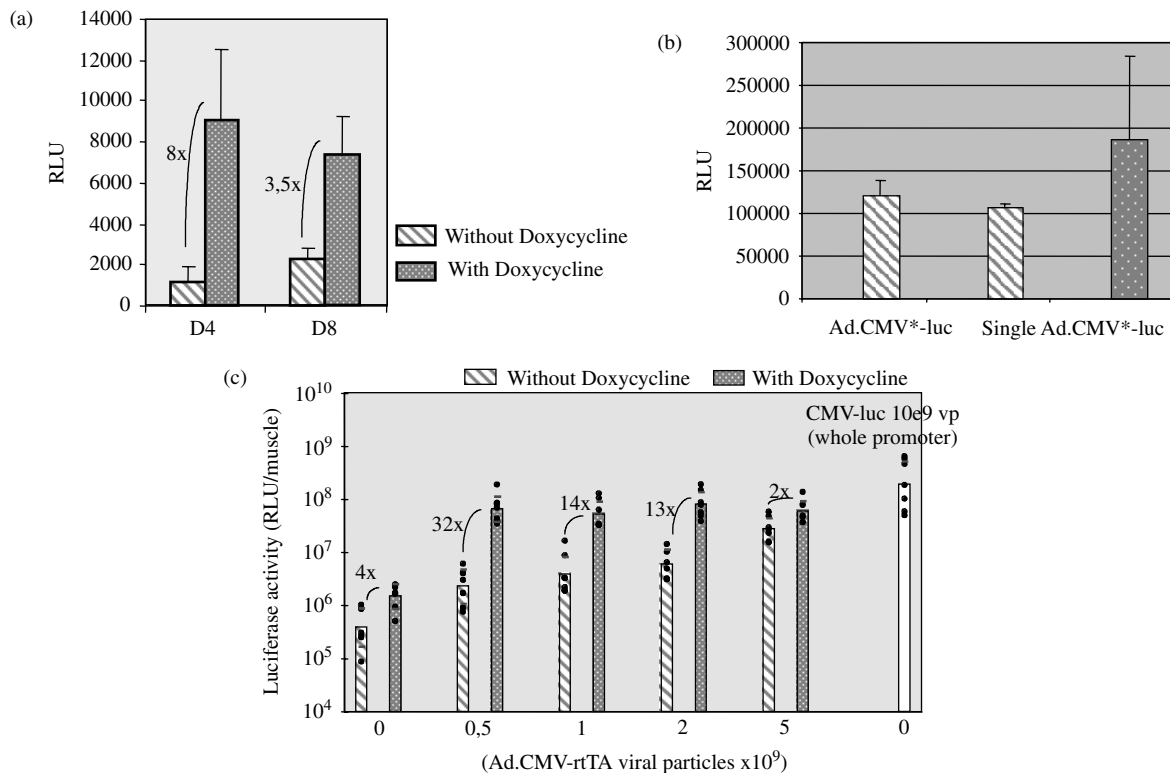 (a)
14000
12000
10000
8000
6000
4000
2000
0
RLU
8x
3,5x
D4 D8
Without Doxycycline
With Doxycycline
(b)
300000
250000
200000
150000
100000
50000
0
RLU
Ad.CMV*-luc Single Ad.CMV*-luc
(c)
Without Doxycycline With Doxycycline
10^10
10^9
10^8
10^7
10^6
10^5
10^4
Luciferase activity (RLU/muscle)
CMV-luc 10e9 vp
(whole promoter)
4x
32x
14x
13x
2x
0 0,5 1 2 5 0
(Ad.CMV-rtTA viral particles x10^9)